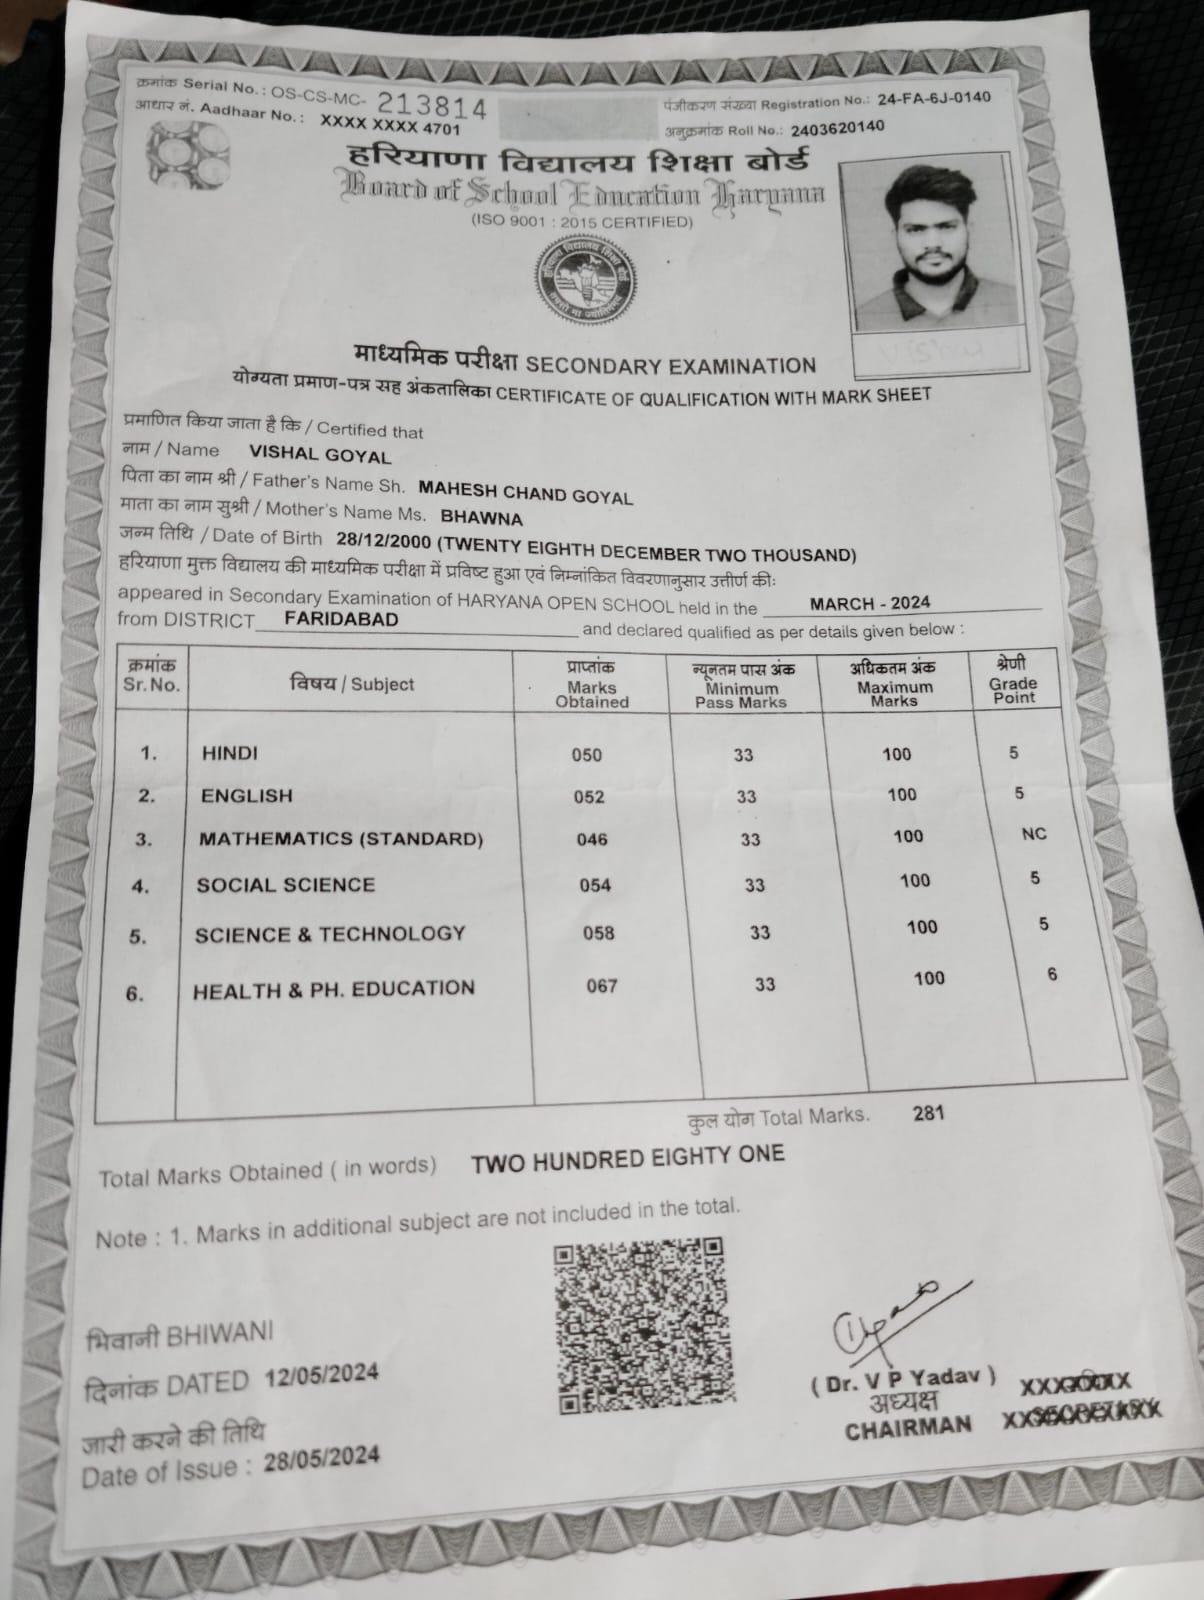 क्रमांक Serial No.: OS-CS-MC- 213814
आधार नं. Aadhaar No.: XXXX XXXX 4701
पंजीकरण संख्या Registration No.: 24-FA-6J-0140
अनुक्रमांक Roll No.: 2403620140
हरियाणा विद्यालय शिक्षा बोर्ड
Board of School Education Haryana
(ISO 9001 : 2015 CERTIFIED)
माध्यमिक परीक्षा SECONDARY EXAMINATION
योग्यता प्रमाण-पत्र सह अंकतालिका CERTIFICATE OF QUALIFICATION WITH MARK SHEET
प्रमाणित किया जाता है कि / Certified that
नाम / Name VISHAL GOYAL
पिता का नाम श्री / Father's Name Sh. MAHESH CHAND GOYAL
माता का नाम सुश्री / Mother's Name Ms. BHAWNA
जन्म तिथि / Date of Birth 28/12/2000 (TWENTY EIGHTH DECEMBER TWO THOUSAND)
हरियाणा मुक्त विद्यालय की माध्यमिक परीक्षा में प्रविष्ट हुआ एवं निम्नांकित विवरणानुसार उत्तीर्ण की:
appeared in Secondary Examination of HARYANA OPEN SCHOOL held in the MARCH - 2024
from DISTRICT FARIDABAD and declared qualified as per details given below :
क्रमांक Sr. No. विषय / Subject प्राप्तांक Marks Obtained न्यूनतम पास अंक Minimum Pass Marks अधिकतम अंक Maximum Marks श्रेणी Grade Point
1. HINDI 050 33 100 5
2. ENGLISH 052 33 100 5
3. MATHEMATICS (STANDARD) 046 33 100 NC
4. SOCIAL SCIENCE 054 33 100 5
5. SCIENCE & TECHNOLOGY 058 33 100 5
6. HEALTH & PH. EDUCATION 067 33 100 6
कुल योग Total Marks. 281
Total Marks Obtained ( in words) TWO HUNDRED EIGHTY ONE
Note : 1. Marks in additional subject are not included in the total.
भिवानी BHIWANI
दिनांक DATED 12/05/2024
जारी करने की तिथि
Date of Issue : 28/05/2024
( Dr. V P Yadav )
अध्यक्ष
CHAIRMAN